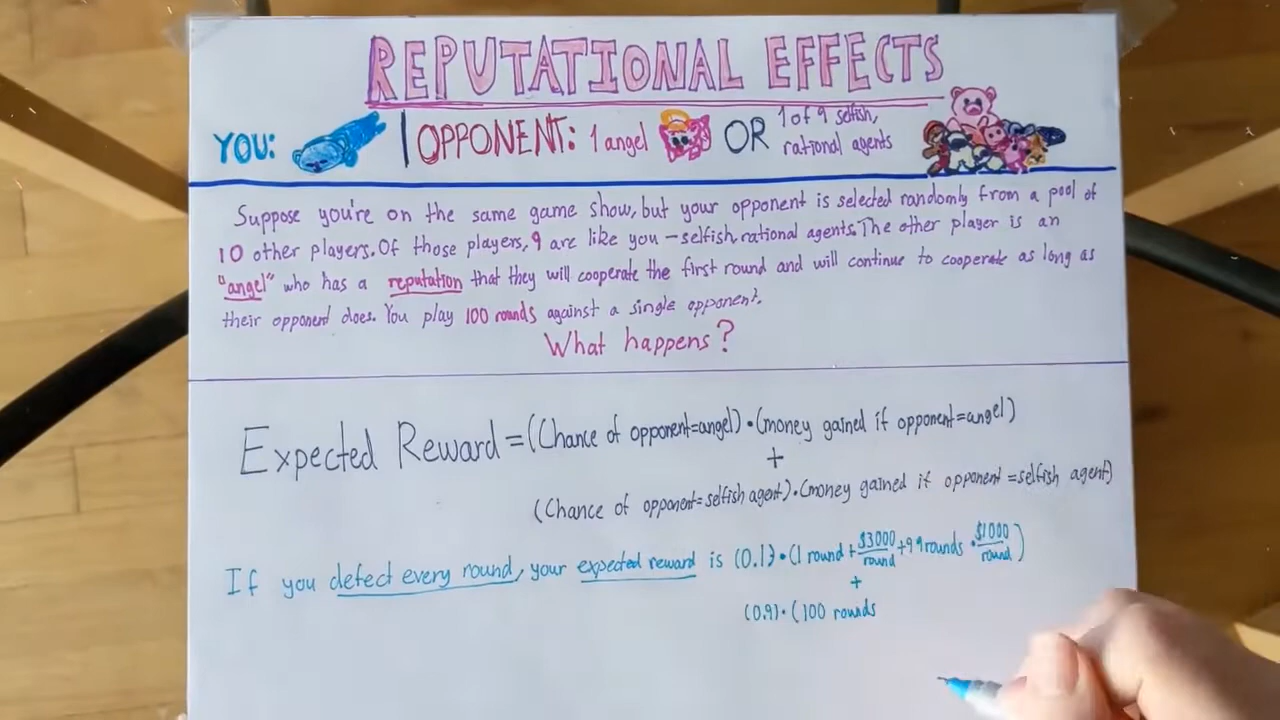 REPUTATIONAL EFFECTS
YOU:
OPPONENT: 1 angel OR 1 of 9 selfish,
rational agents
Suppose you're on the same game show, but your opponent is selected randomly from a pool of
10 other players. Of those players, 9 are like you - selfish, rational agents. The other player is an
"angel" who has a reputation that they will cooperate the first round and will continue to cooperate as long as
their opponent does. You play 100 rounds against a single opponent.
What happens?
Expected Reward = (Chance of opponent=angel) • (money gained if opponent=angel)
+
(Chance of opponent=selfish agent) • (money gained if opponent=selfish agent)
If you defect every round, your expected reward is (0.1) • (1 round + $3000/round + 99 rounds • $1000/round)
+
(0.9) • (100 rounds